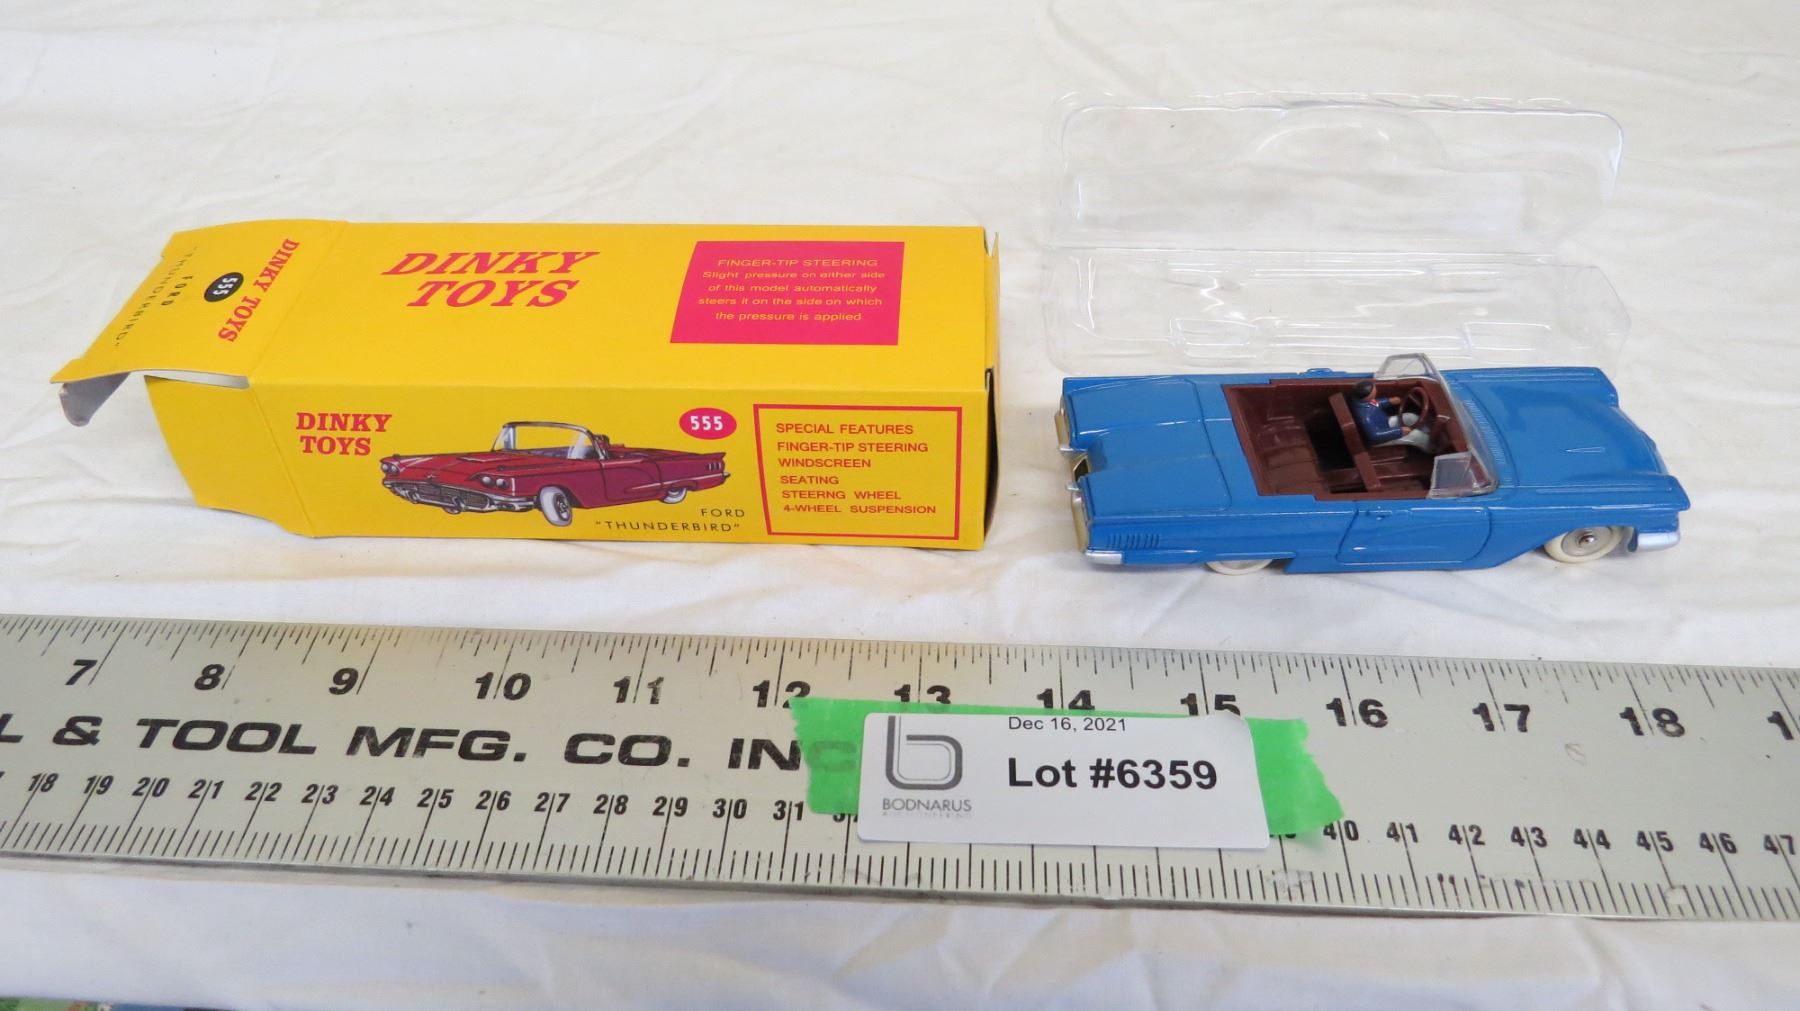 DINKY TOYS
555
FORD
"THUNDERBIRD"
DINKY
TOYS
FINGER-TIP STEERING
Slight pressure on either side
of this model automatically
steers it on the side on which
the pressure is applied
DINKY
TOYS
555
FORD
"THUNDERBIRD"
SPECIAL FEATURES
FINGER-TIP STEERING
WINDSCREEN
SEATING
STEERNG WHEEL
4-WHEEL SUSPENSION
7 8 9 10 11 12 13 14 15 16 17 18
L & TOOL MFG. CO. INC
18 19 20 21 22 23 24 25 26 27 28 29 30 31 40 41 42 43 44 45 46 47
Dec 16, 2021
Lot #6359
BODNARUS
AUCTIONEERING